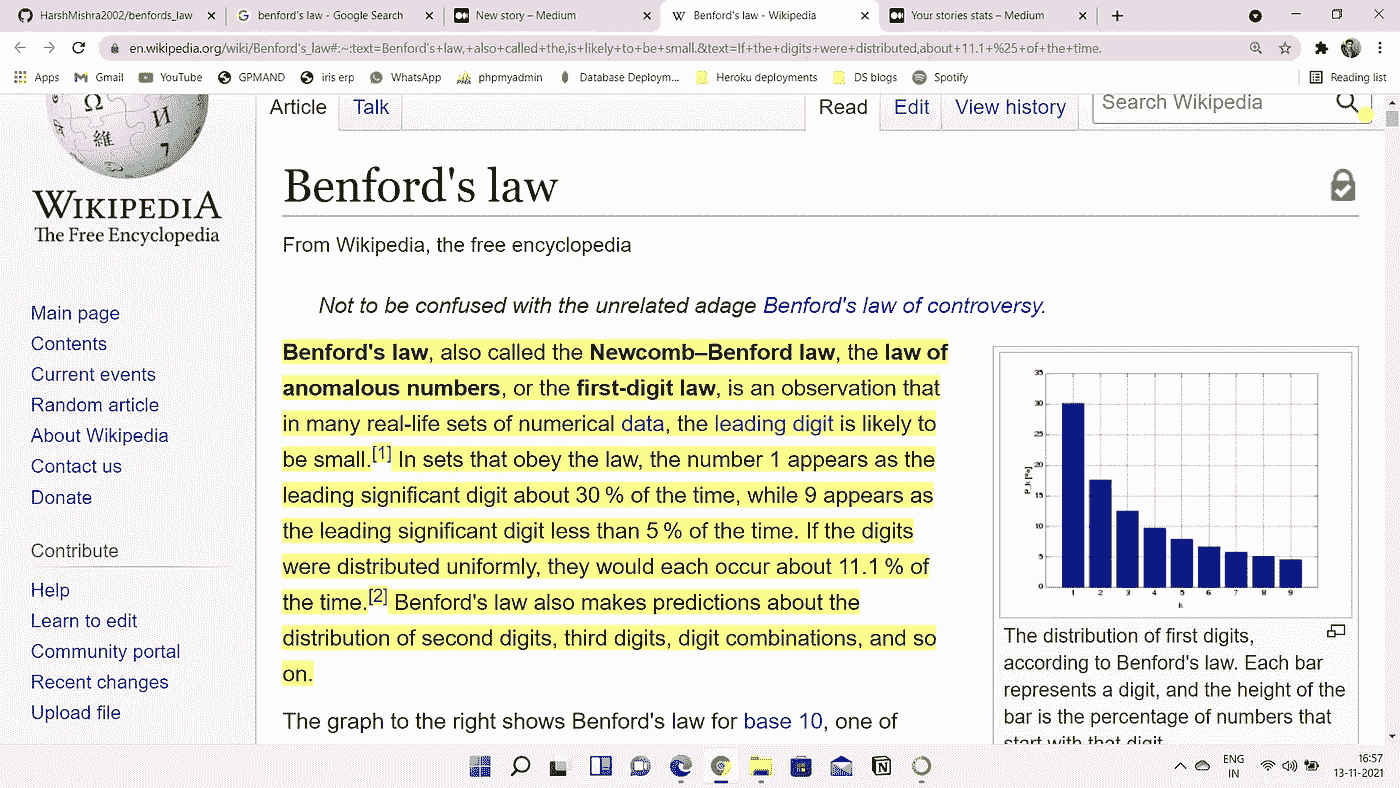 HarshMishra2002/benfords_law
benford's law - Google Search
New story – Medium
Benford's law - Wikipedia
Your stories stats – Medium
en.wikipedia.org/wiki/Benford's_law#:~:text=Benford's+law,+also+called+the,is+likely+to+be+small.&text=If+the+digits+were+distributed,about+11.1+%25+of+the+time.
Apps
Gmail
YouTube
GPMAND
iris erp
WhatsApp
phpmyadmin
Database Deploym...
Heroku deployments
DS blogs
Spotify
Reading list
Ω
И
維
7
WIKIPEDIA
The Free Encyclopedia
Main page
Contents
Current events
Random article
About Wikipedia
Contact us
Donate
Contribute
Help
Learn to edit
Community portal
Recent changes
Upload file
Article
Talk
Read
Edit
View history
Search Wikipedia
Benford's law
From Wikipedia, the free encyclopedia
Not to be confused with the unrelated adage Benford's law of controversy.
Benford's law, also called the Newcomb–Benford law, the law of
anomalous numbers, or the first-digit law, is an observation that
in many real-life sets of numerical data, the leading digit is likely to
be small.[1] In sets that obey the law, the number 1 appears as the
leading significant digit about 30 % of the time, while 9 appears as
the leading significant digit less than 5 % of the time. If the digits
were distributed uniformly, they would each occur about 11.1 % of
the time.[2] Benford's law also makes predictions about the
distribution of second digits, third digits, digit combinations, and so
on.
The graph to the right shows Benford's law for base 10, one of
35
30
25
20
15
10
5
0
P_k [%]
1 2 3 4 5 6 7 8 9
k
The distribution of first digits,
according to Benford's law. Each bar
represents a digit, and the height of the
bar is the percentage of numbers that
start with that digit.
ENG
IN
16:57
13-11-2021